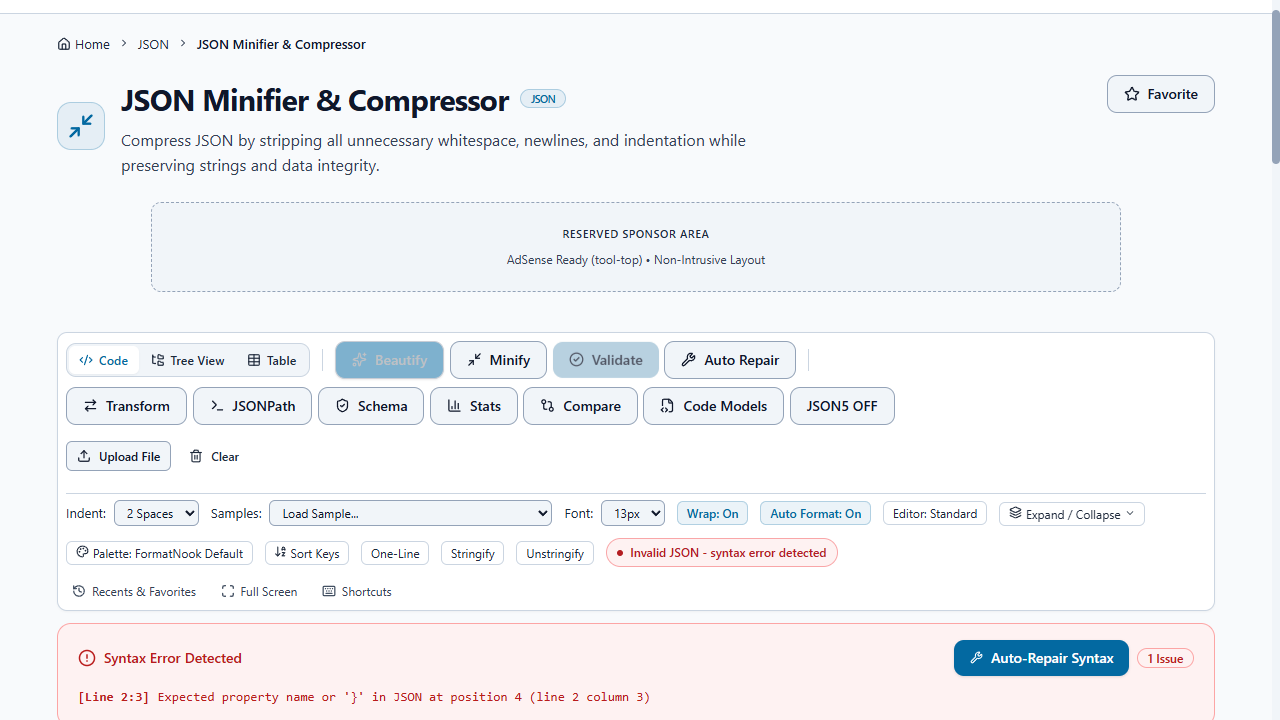 Home > JSON > JSON Minifier & Compressor
JSON Minifier & Compressor JSON
Favorite
Compress JSON by stripping all unnecessary whitespace, newlines, and indentation while
preserving strings and data integrity.
RESERVED SPONSOR AREA
AdSense Ready (tool-top) • Non-Intrusive Layout
Code Tree View Table Beautify Minify Validate Auto Repair
Transform JSONPath Schema Stats Compare Code Models JSON5 OFF
Upload File Clear
Indent: 2 Spaces Samples: Load Sample... Font: 13px Wrap: On Auto Format: On Editor: Standard Expand / Collapse
Palette: FormatNook Default Sort Keys One-Line Stringify Unstringify Invalid JSON - syntax error detected
Recents & Favorites Full Screen Shortcuts
Syntax Error Detected Auto-Repair Syntax 1 Issue
[Line 2:3] Expected property name or '}' in JSON at position 4 (line 2 column 3)